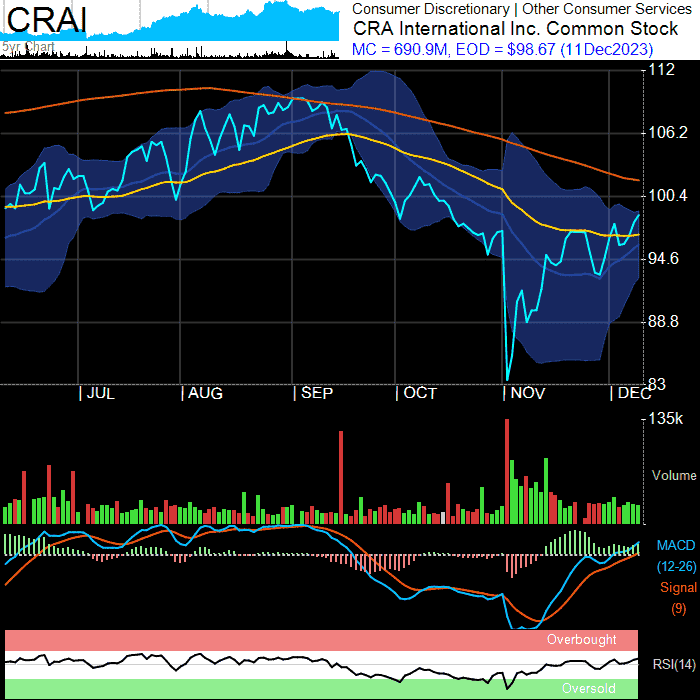 CRAI
5yr Chart
Consumer Discretionary | Other Consumer Services
CRA International Inc. Common Stock
MC = 690.9M, EOD = $98.67 (11Dec2023)
112
106.2
100.4
94.6
88.8
83
| JUL | AUG | SEP | OCT | NOV | DEC
135k
Volume
MACD
(12-26)
Signal
(9)
Overbought
RSI(14)
Oversold